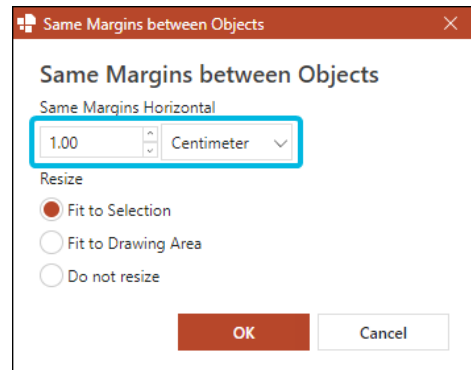 Same Margins between Objects
Same Margins between Objects
Same Margins Horizontal
1.00 Centimeter
Resize
Fit to Selection
Fit to Drawing Area
Do not resize
OK Cancel